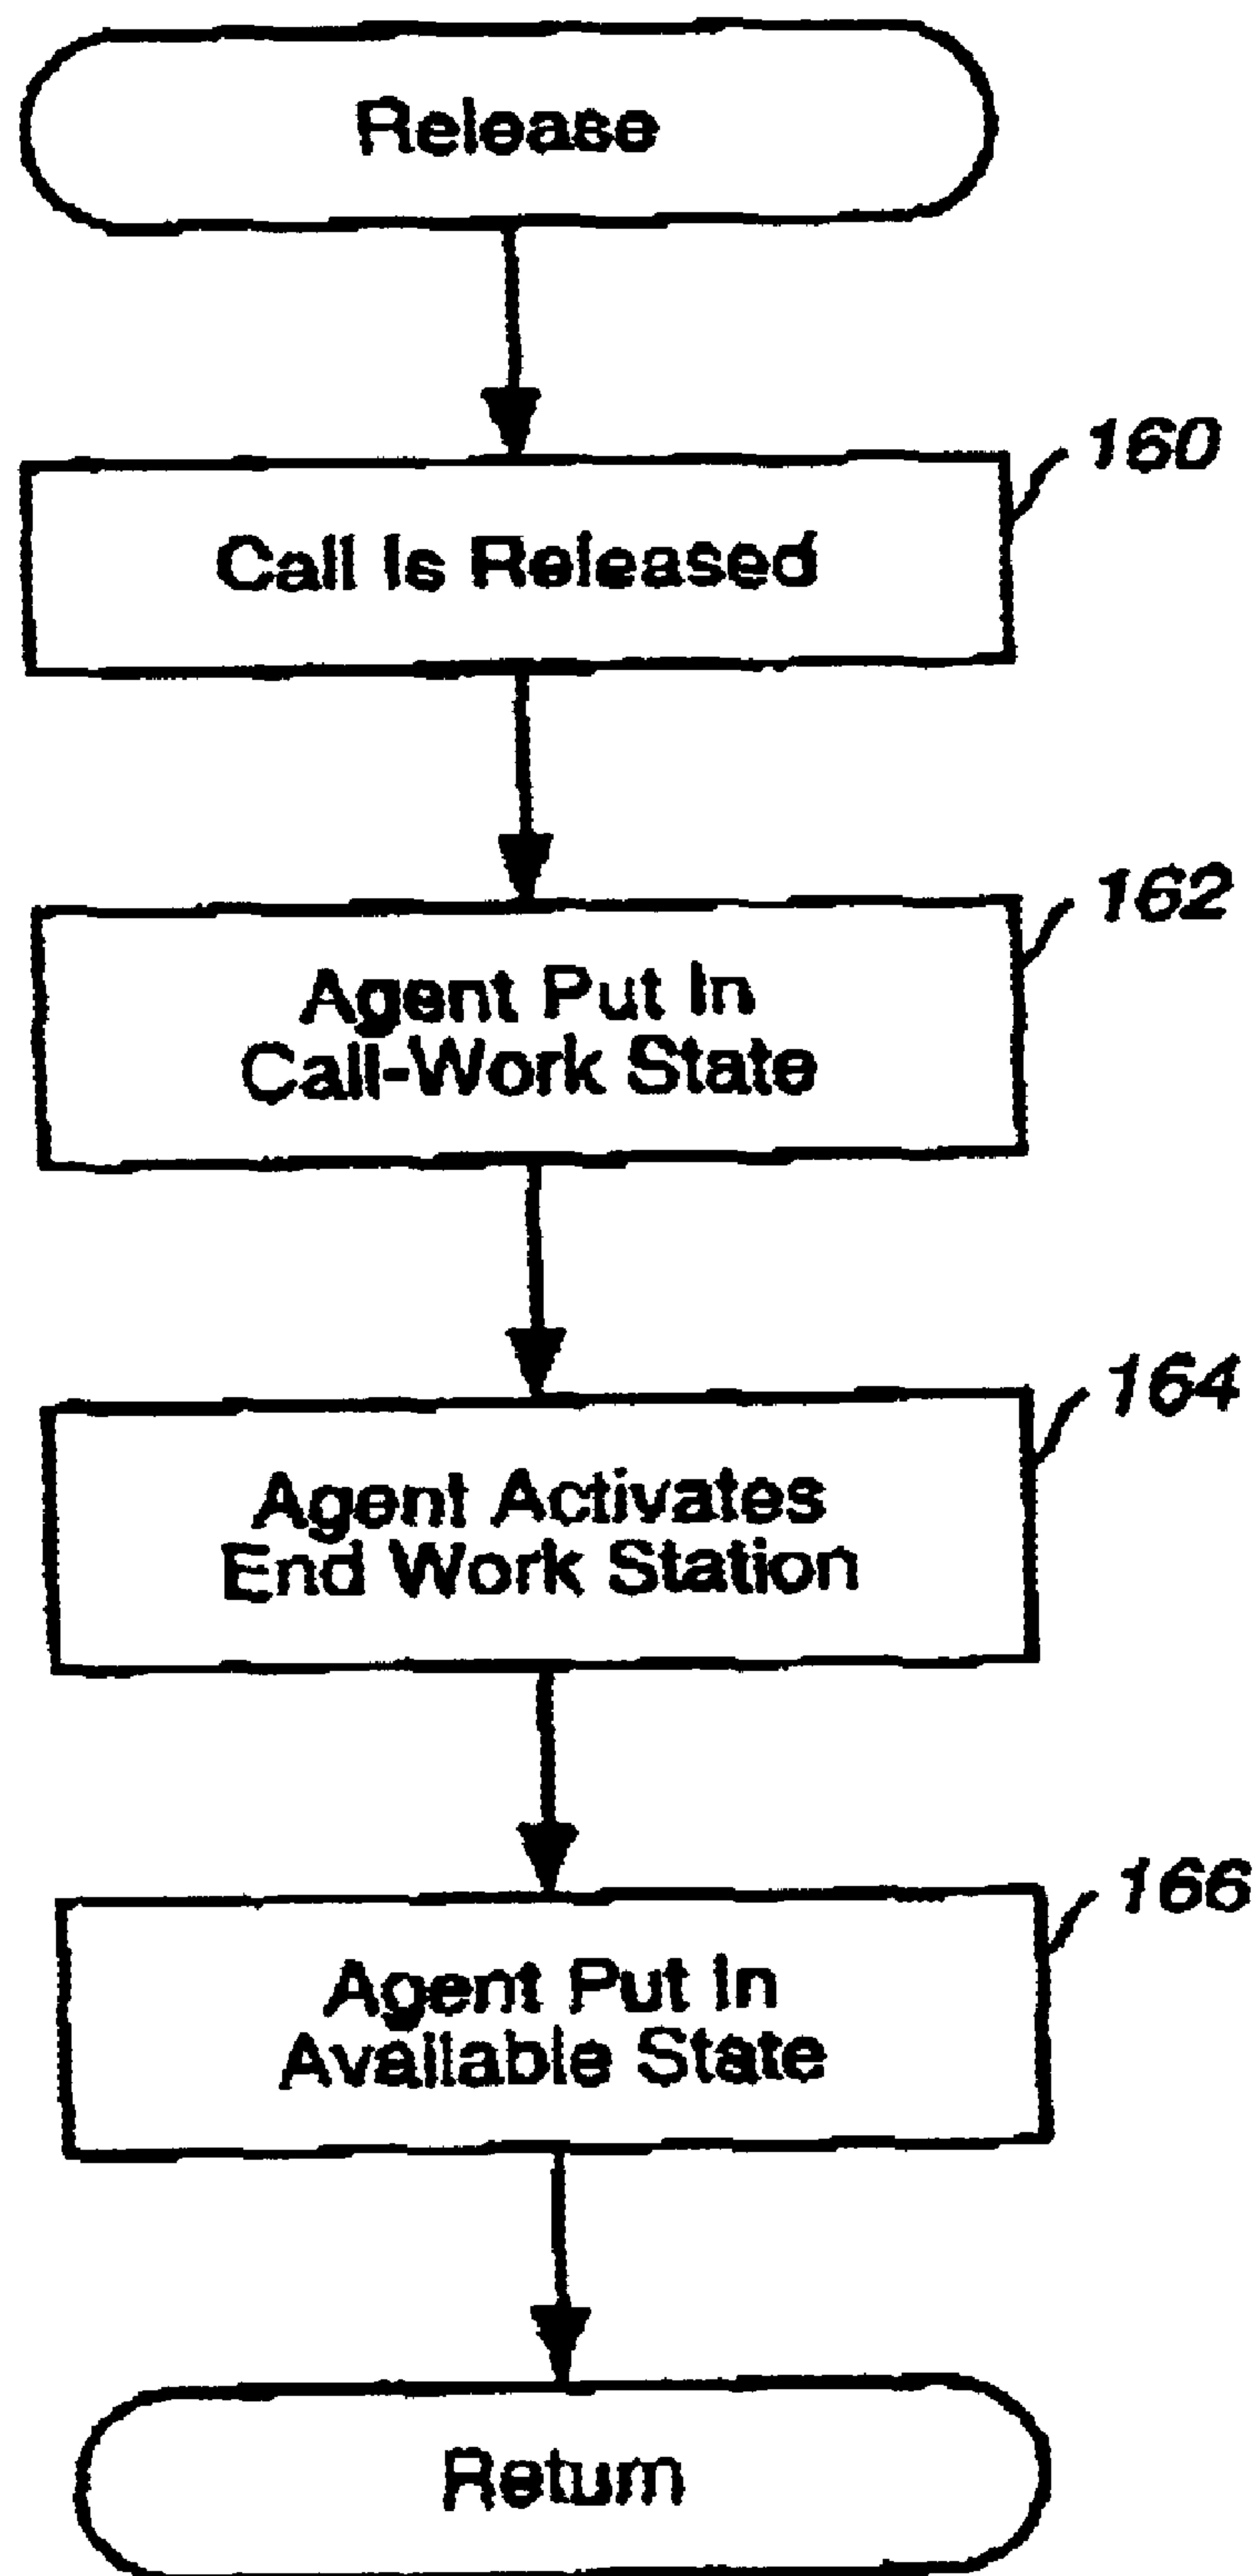 Release
160
Call Is Released
162
Agent Put In
Call-Work State
164
Agent Activates
End Work Station
166
Agent Put In
Available State
Return